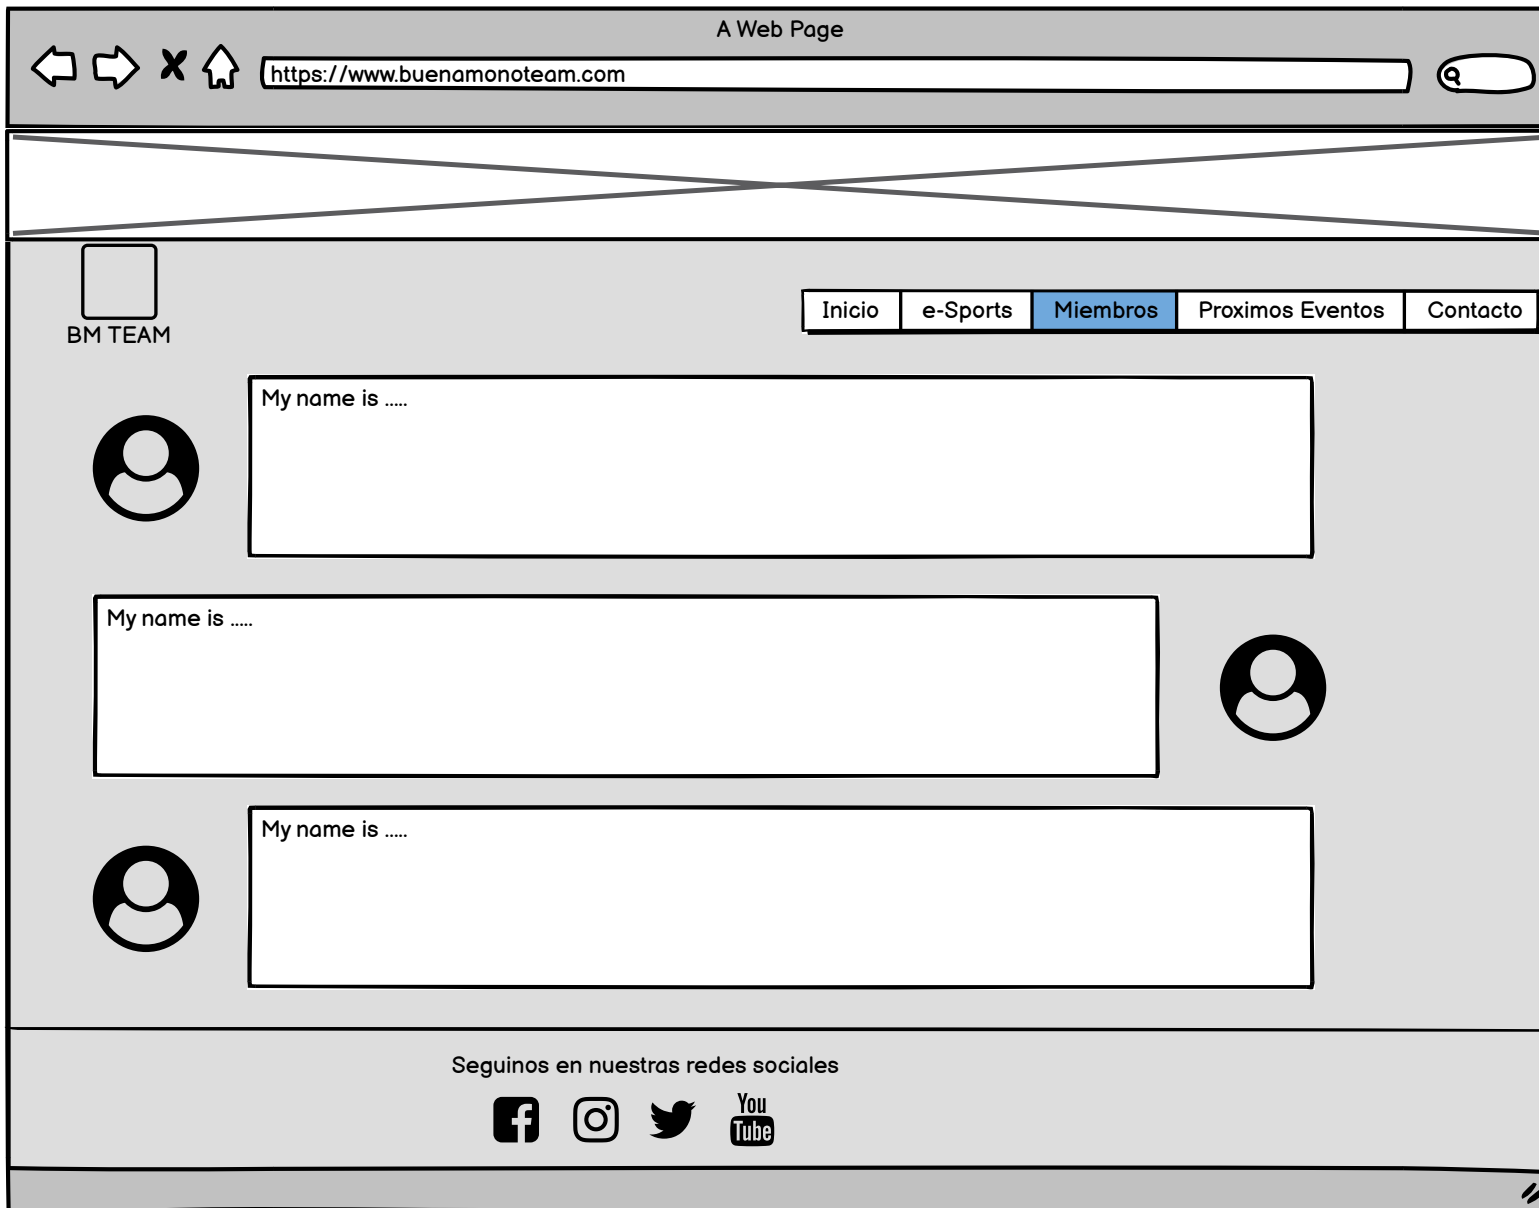 A Web Page
https://www.buenamonoteam.com
BM TEAM
Inicio e-Sports Miembros Proximos Eventos Contacto
My name is .....
My name is .....
My name is .....
Seguinos en nuestras redes sociales
You
Tube